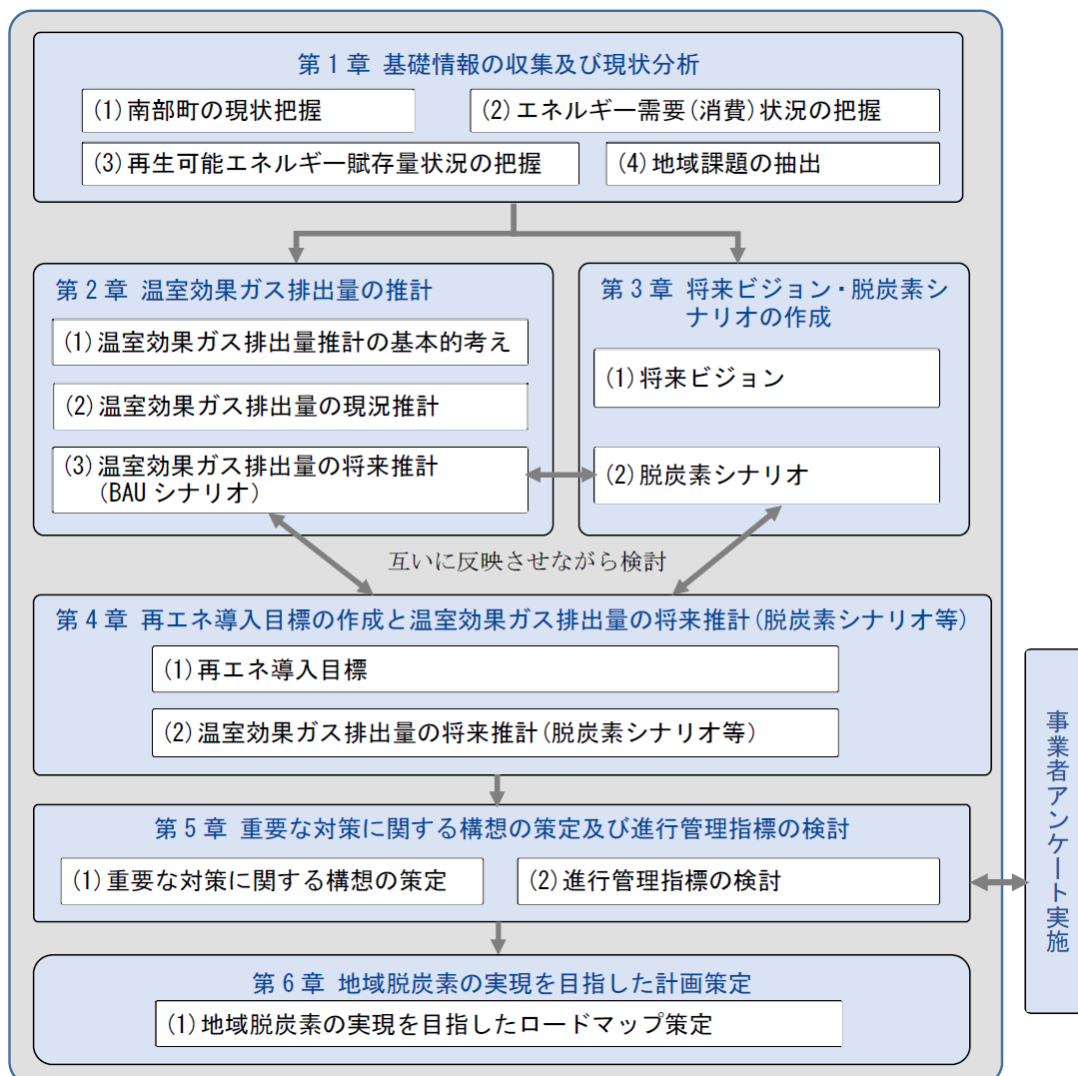 第1章 基礎情報の収集及び現状分析
(1)南部町の現状把握
(2)エネルギー需要(消費)状況の把握
(3)再生可能エネルギー賦存量状況の把握
(4)地域課題の抽出
第2章 温室効果ガス排出量の推計
(1)温室効果ガス排出量推計の基本的考え
(2)温室効果ガス排出量の現況推計
(3)温室効果ガス排出量の将来推計
(BAUシナリオ)
第3章 将来ビジョン・脱炭素シ
ナリオの作成
(1)将来ビジョン
(2)脱炭素シナリオ
互いに反映させながら検討
第4章 再エネ導入目標の作成と温室効果ガス排出量の将来推計(脱炭素シナリオ等)
(1)再エネ導入目標
(2)温室効果ガス排出量の将来推計(脱炭素シナリオ等)
第5章 重要な対策に関する構想の策定及び進行管理指標の検討
(1)重要な対策に関する構想の策定
(2)進行管理指標の検討
事業者アンケート実施
第6章 地域脱炭素の実現を目指した計画策定
(1)地域脱炭素の実現を目指したロードマップ策定